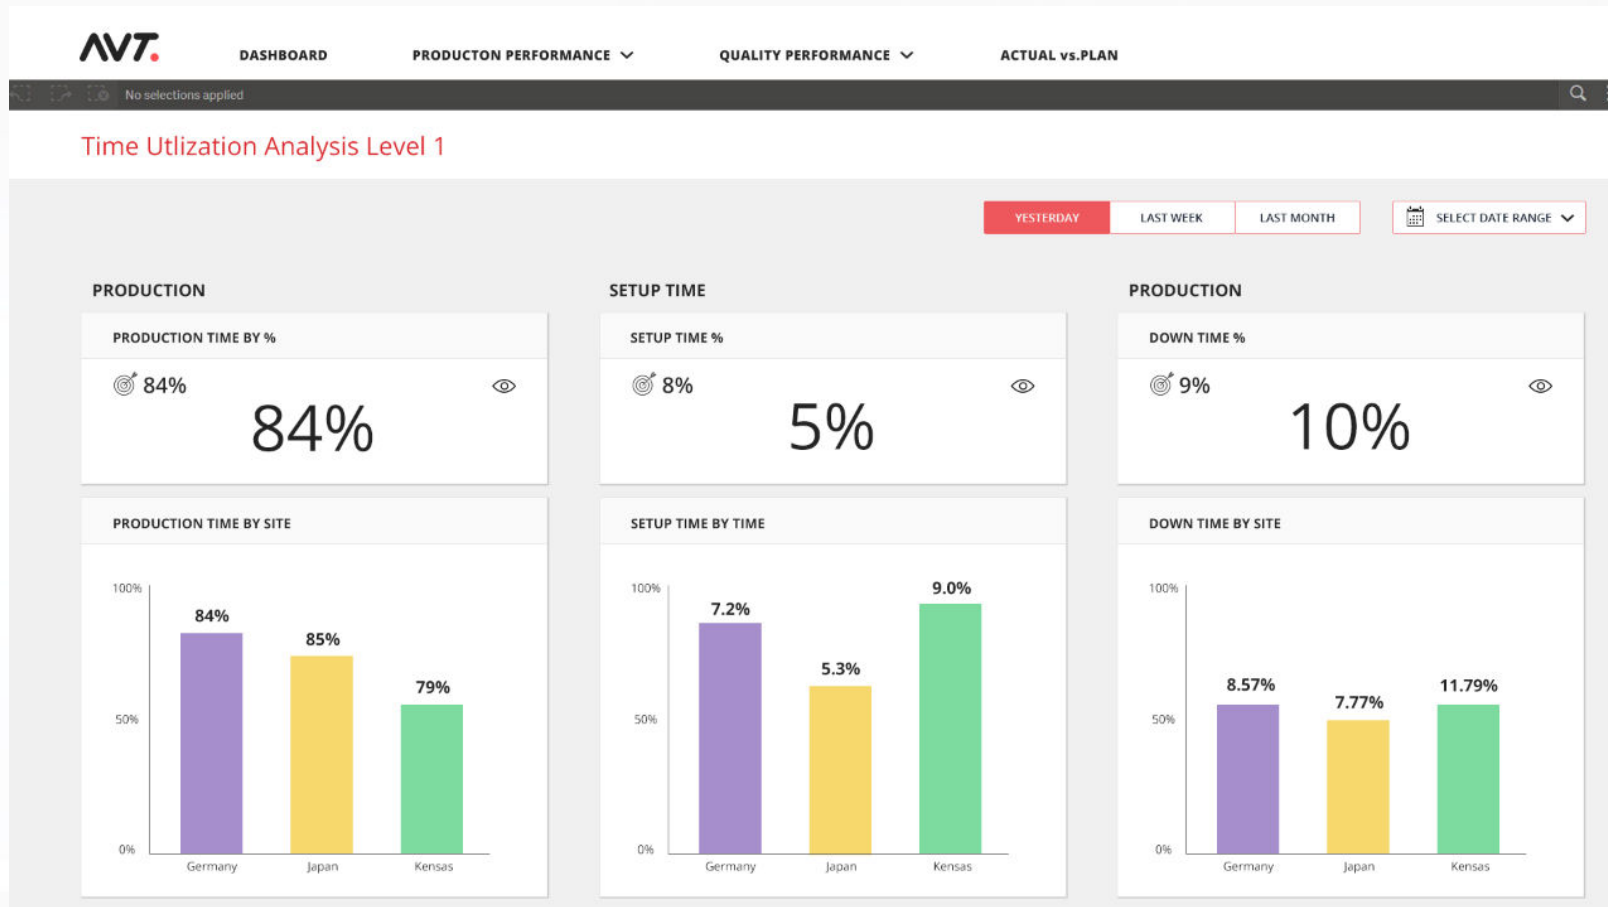 AVT.
DASHBOARD
PRODUCTON PERFORMANCE
QUALITY PERFORMANCE
ACTUAL vs.PLAN
No selections applied
Time Utlization Analysis Level 1
YESTERDAY
LAST WEEK
LAST MONTH
SELECT DATE RANGE
PRODUCTION
PRODUCTION TIME BY %
84%
84%
PRODUCTION TIME BY SITE
100%
50%
0%
84%
85%
79%
Germany
Japan
Kensas
SETUP TIME
SETUP TIME %
8%
5%
SETUP TIME BY TIME
100%
50%
0%
7.2%
5.3%
9.0%
Germany
Japan
Kensas
PRODUCTION
DOWN TIME %
9%
10%
DOWN TIME BY SITE
100%
50%
0%
8.57%
7.77%
11.79%
Germany
Japan
Kensas